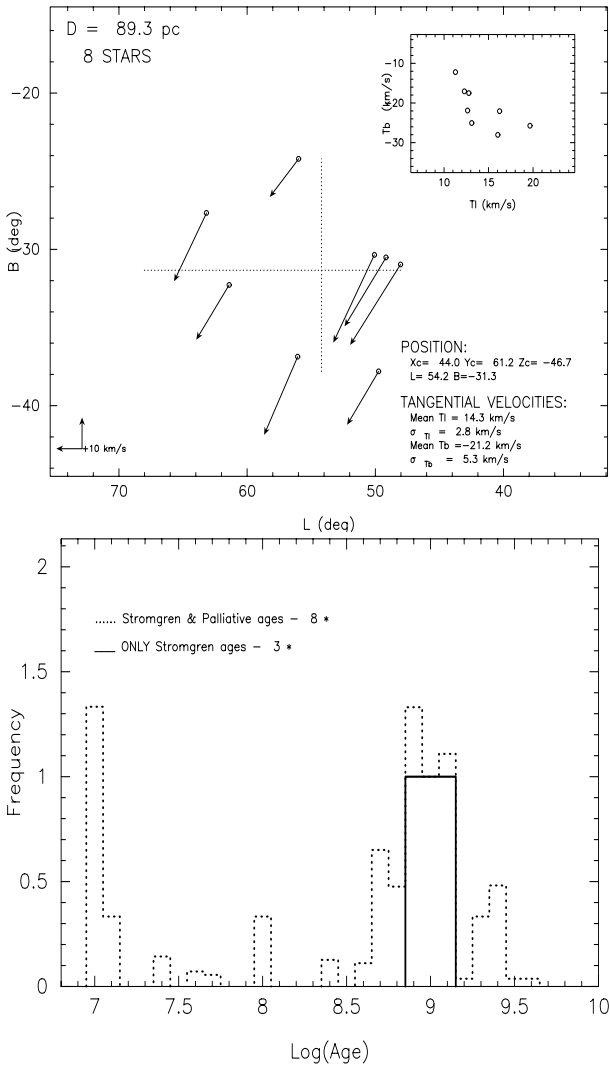 D = 89.3 pc
8 STARS
-10
-20
-30
Tb (km/s)
10 15 20
Tl (km/s)
-20
-30
-40
B (deg)
POSITION:
Xc= 44.0 Yc= 61.2 Zc= -46.7
L= 54.2 B=-31.3
TANGENTIAL VELOCITIES:
Mean Tl = 14.3 km/s
σ Tl = 2.8 km/s
Mean Tb =-21.2 km/s
σ Tb = 5.3 km/s
+10 km/s
70 60 50 40
L (deg)
2
1.5
1
0.5
0
Frequency
...... Stromgren & Palliative ages - 8 *
___ ONLY Stromgren ages - 3 *
7 7.5 8 8.5 9 9.5 10
Log(Age)